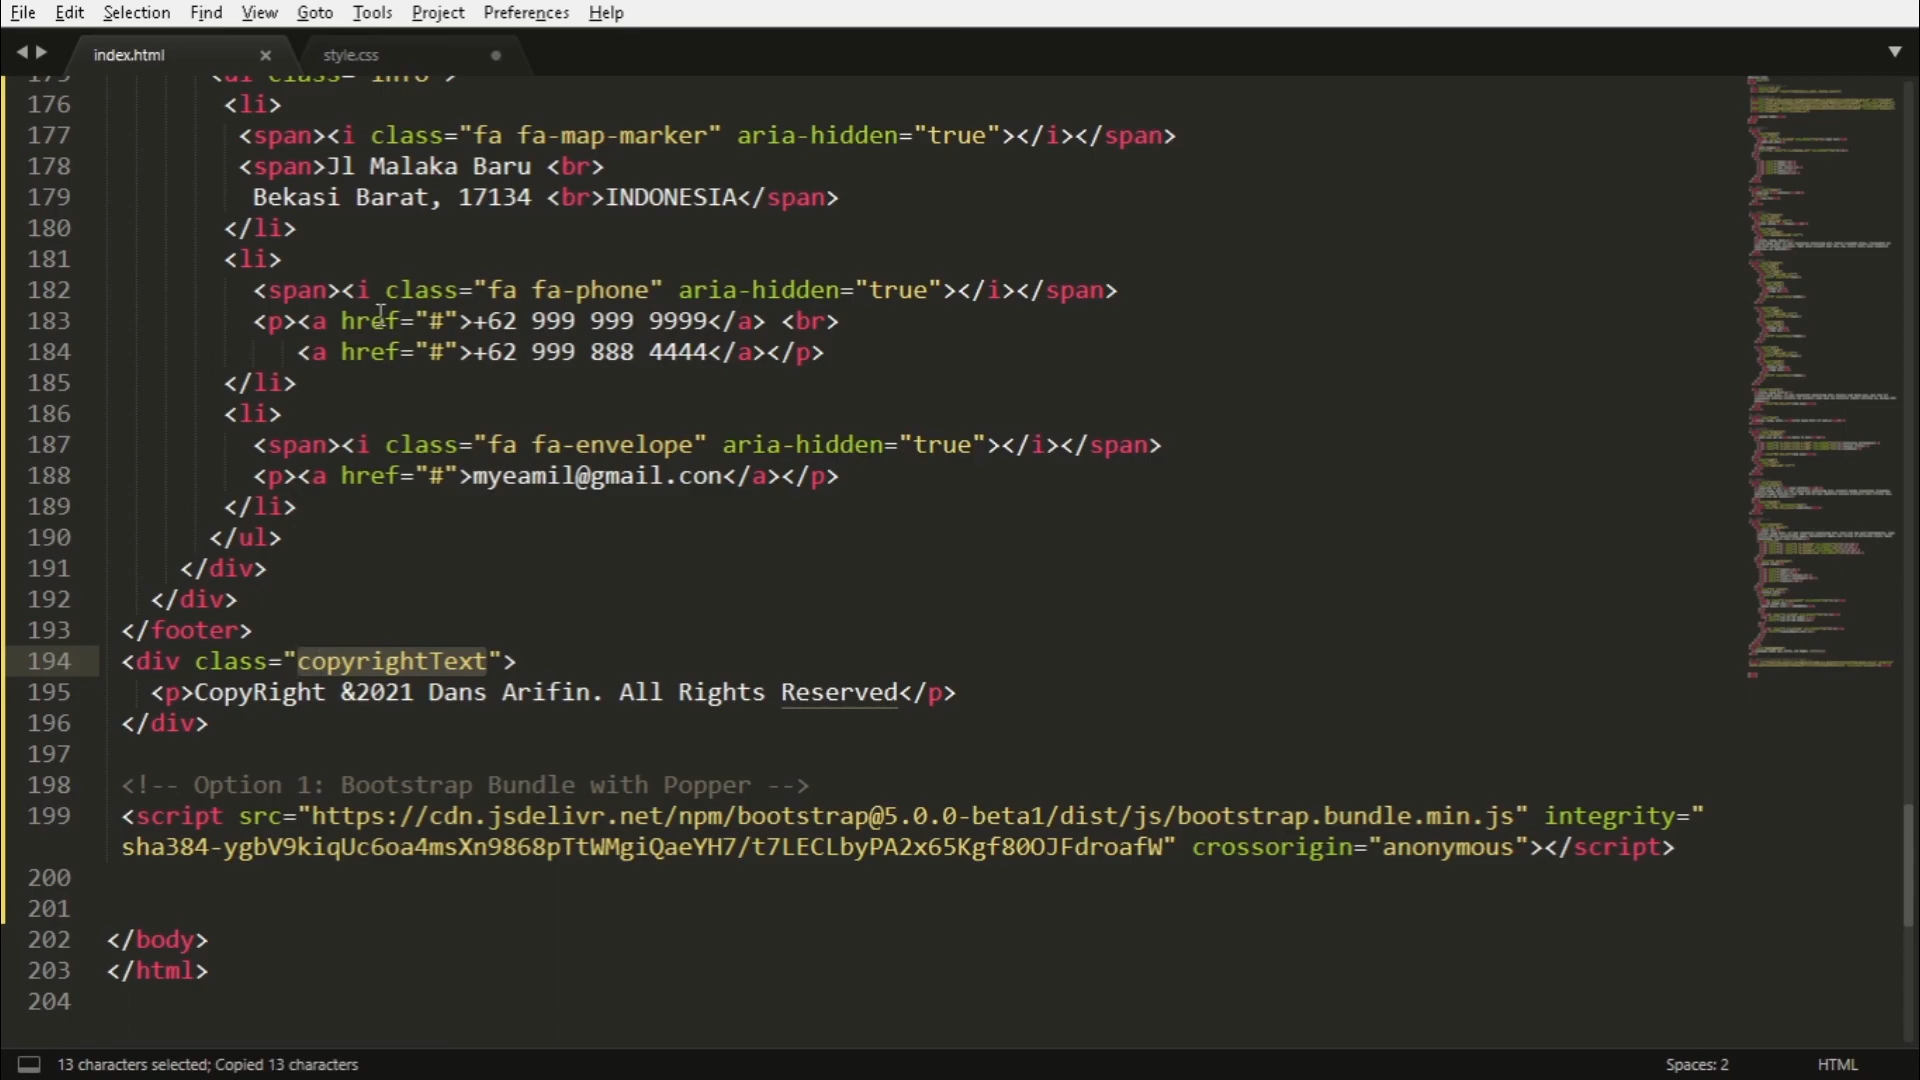 File Edit Selection Find View Goto Tools Project Preferences Help
index.html × style.css
175 <ul class="info">
176 <li>
177 <span><i class="fa fa-map-marker" aria-hidden="true"></i></span>
178 <span>Jl Malaka Baru <br>
179 Bekasi Barat, 17134 <br>INDONESIA</span>
180 </li>
181 <li>
182 <span><i class="fa fa-phone" aria-hidden="true"></i></span>
183 <p><a href="#">+62 999 999 9999</a> <br>
184 <a href="#">+62 999 888 4444</a></p>
185 </li>
186 <li>
187 <span><i class="fa fa-envelope" aria-hidden="true"></i></span>
188 <p><a href="#">myeamil@gmail.con</a></p>
189 </li>
190 </ul>
191 </div>
192 </div>
193 </footer>
194 <div class="copyrightText">
195 <p>CopyRight &2021 Dans Arifin. All Rights Reserved</p>
196 </div>
197
198 <!-- Option 1: Bootstrap Bundle with Popper -->
199 <script src="https://cdn.jsdelivr.net/npm/bootstrap@5.0.0-beta1/dist/js/bootstrap.bundle.min.js" integrity="
sha384-ygbV9kiqUc6oa4msXn9868pTtWMgiQaeYH7/t7LECLbyPA2x65Kgf80OJFdroafW" crossorigin="anonymous"></script>
200
201
202 </body>
203 </html>
204
13 characters selected; Copied 13 characters Spaces: 2 HTML